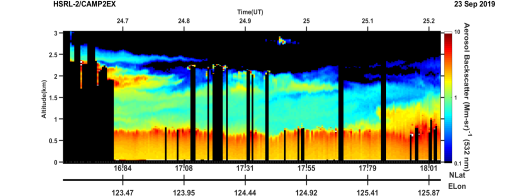 HSRL-2/CAMP2EX
23 Sep 2019
Time(UT)
24.7 24.8 24.9 25 25.1 25.2
Altitude(km)
3
2.5
2
1.5
1
0.5
0
10
1
0.1
Aerosol Backscatter (Mm-sr)⁻¹ (532 nm)
16.84 17.08 17.31 17.55 17.79 18.01
NLat
ELon
123.47 123.95 124.44 124.92 125.41 125.87